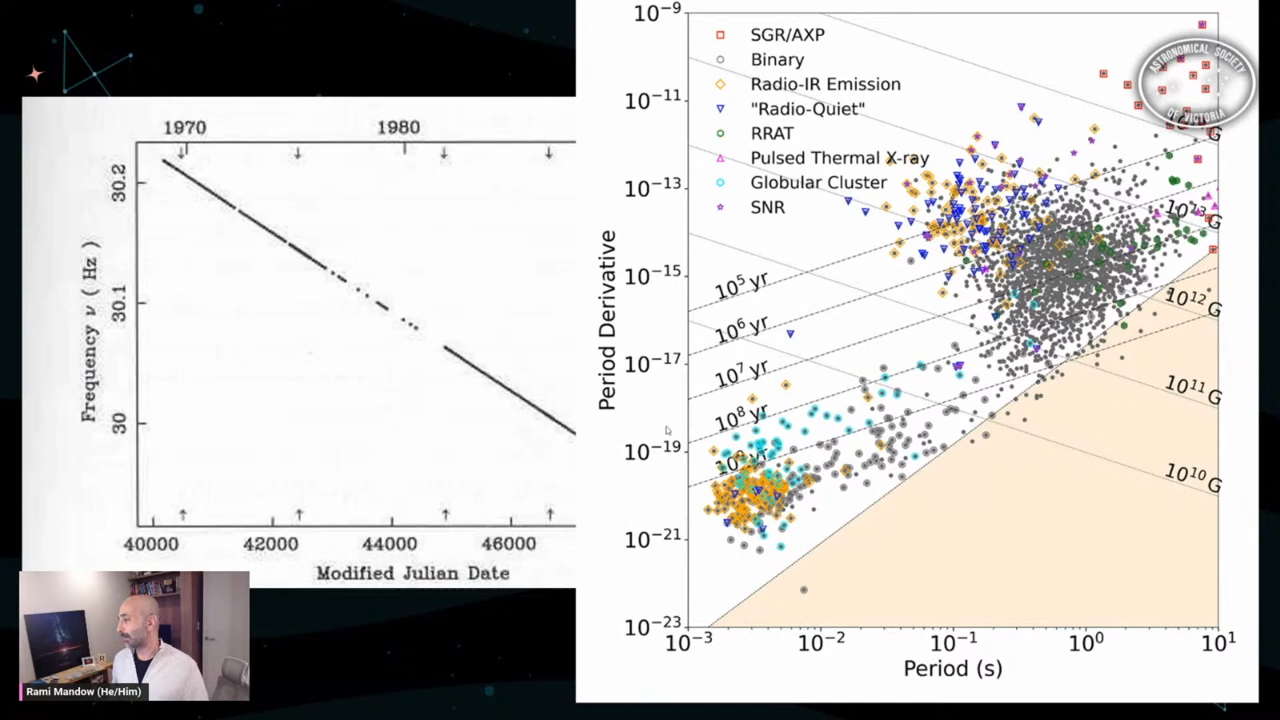 1970 1980
30.2
30.1
30
Frequency ν ( Hz )
40000 42000 44000 46000
Modified Julian Date
Rami Mandow (He/Him)
10⁻⁹
10⁻¹¹
10⁻¹³
10⁻¹⁵
10⁻¹⁷
10⁻¹⁹
10⁻²¹
10⁻²³
Period Derivative
SGR/AXP
Binary
Radio-IR Emission
"Radio-Quiet"
RRAT
Pulsed Thermal X-ray
Globular Cluster
SNR
ASTRONOMICAL SOCIETY
OF VICTORIA
G
10¹³ G
10¹² G
10¹¹ G
10¹⁰ G
10⁵ yr
10⁶ yr
10⁷ yr
10⁸ yr
10⁹ yr
10⁻³ 10⁻² 10⁻¹ 10⁰ 10¹
Period (s)